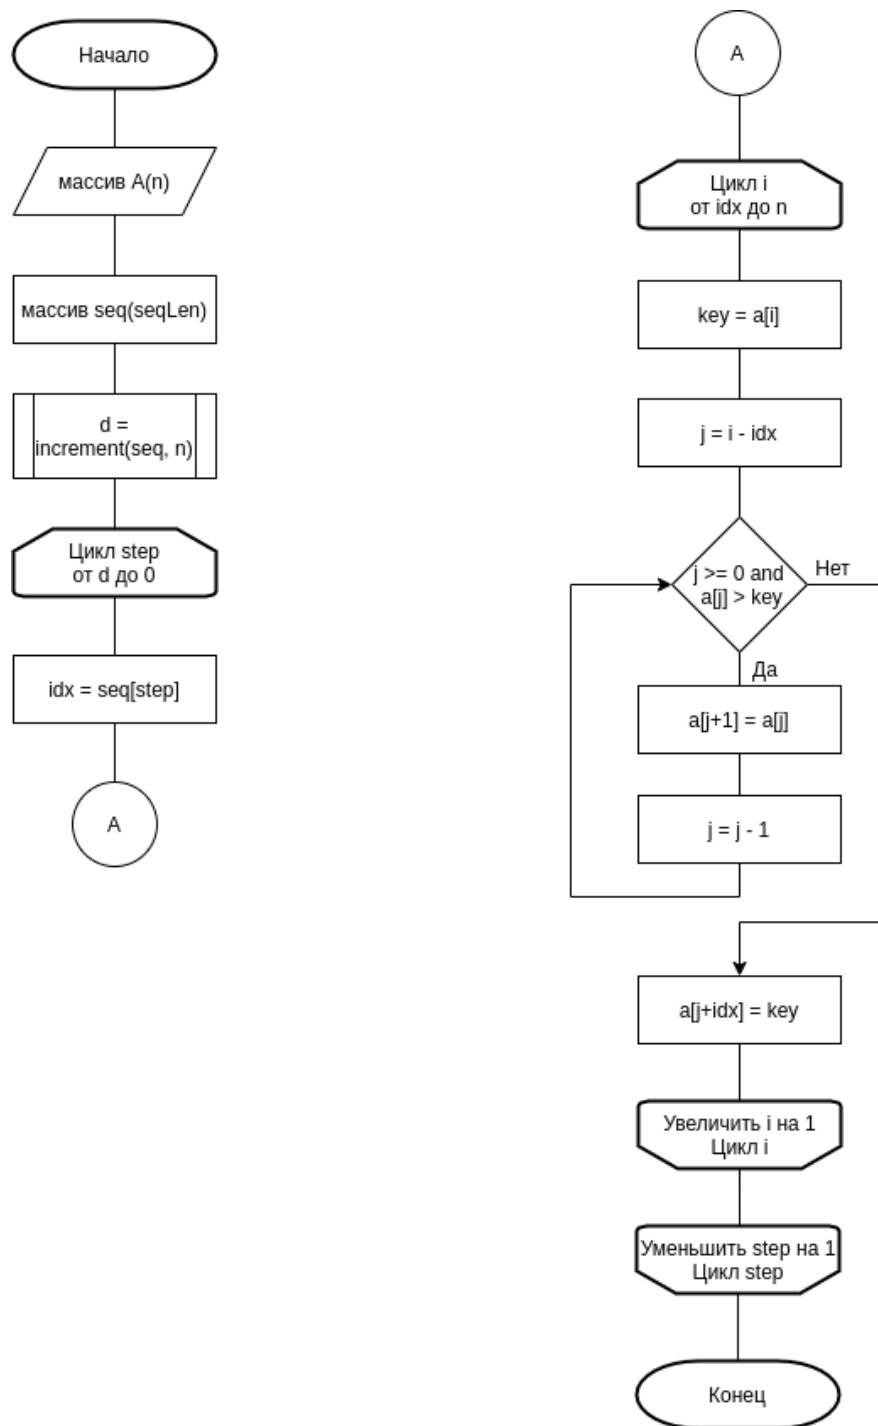 Начало
массив A(n)
массив seq(seqLen)
d =
increment(seq, n)
Цикл step
от d до 0
idx = seq[step]
A
A
Цикл i
от idx до n
key = a[i]
j = i - idx
j >= 0 and
a[j] > key
Нет
Да
a[j+1] = a[j]
j = j - 1
a[j+idx] = key
Увеличить i на 1
Цикл i
Уменьшить step на 1
Цикл step
Конец